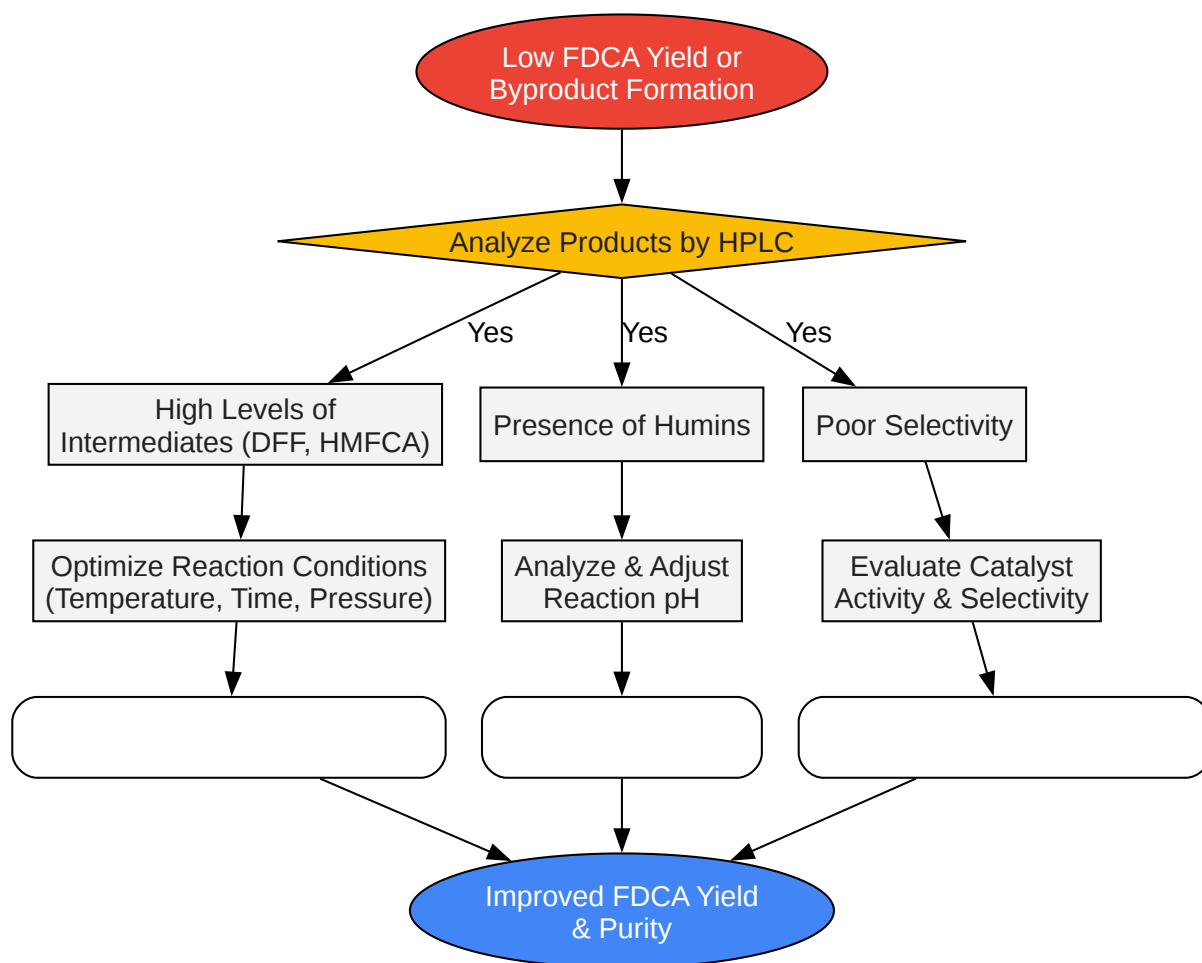 Low FDCA Yield or
Byproduct Formation
Analyze Products by HPLC
Yes
Yes
Yes
High Levels of
Intermediates (DFF, HMFCA)
Presence of Humins
Poor Selectivity
Optimize Reaction Conditions
(Temperature, Time, Pressure)
Analyze & Adjust
Reaction pH
Evaluate Catalyst
Activity & Selectivity
Improved FDCA Yield
& Purity